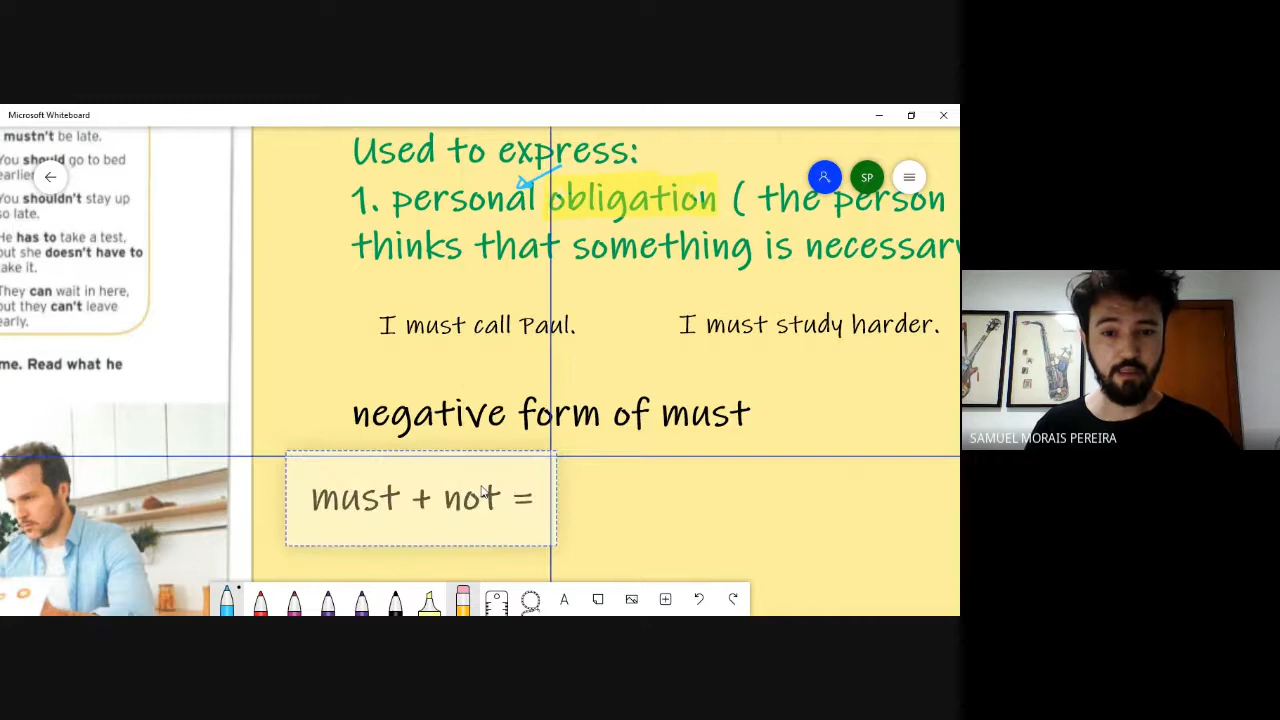 Microsoft Whiteboard
mustn't be late.
You should go to bed
earlier
You shouldn't stay up
so late.
He has to take a test,
but she doesn't have to
take it.
They can wait in here,
but they can't leave
early.
me. Read what he
Used to express:
1. personal obligation ( the person
thinks that something is necessary
I must call Paul.
I must study harder.
negative form of must
must + not =
SP
A
SAMUEL MORAIS PEREIRA